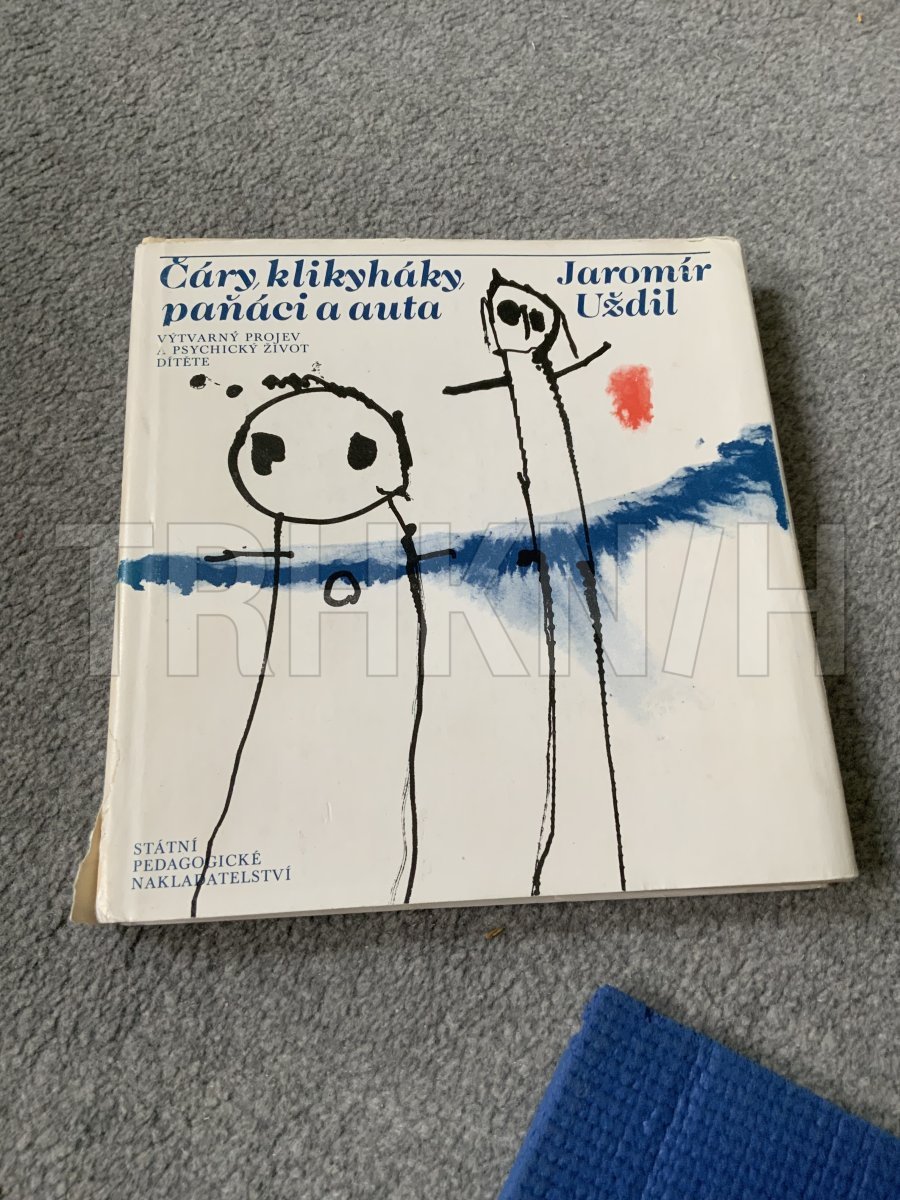 Čáry, klikyháky,
paňáci a auta
VÝTVARNÝ PROJEV
A PSYCHICKÝ ŽIVOT
DÍTĚTE
Jaromír
Uždil
TRHKNIH
STÁTNÍ
PEDAGOGICKÉ
NAKLADATELSTVÍ